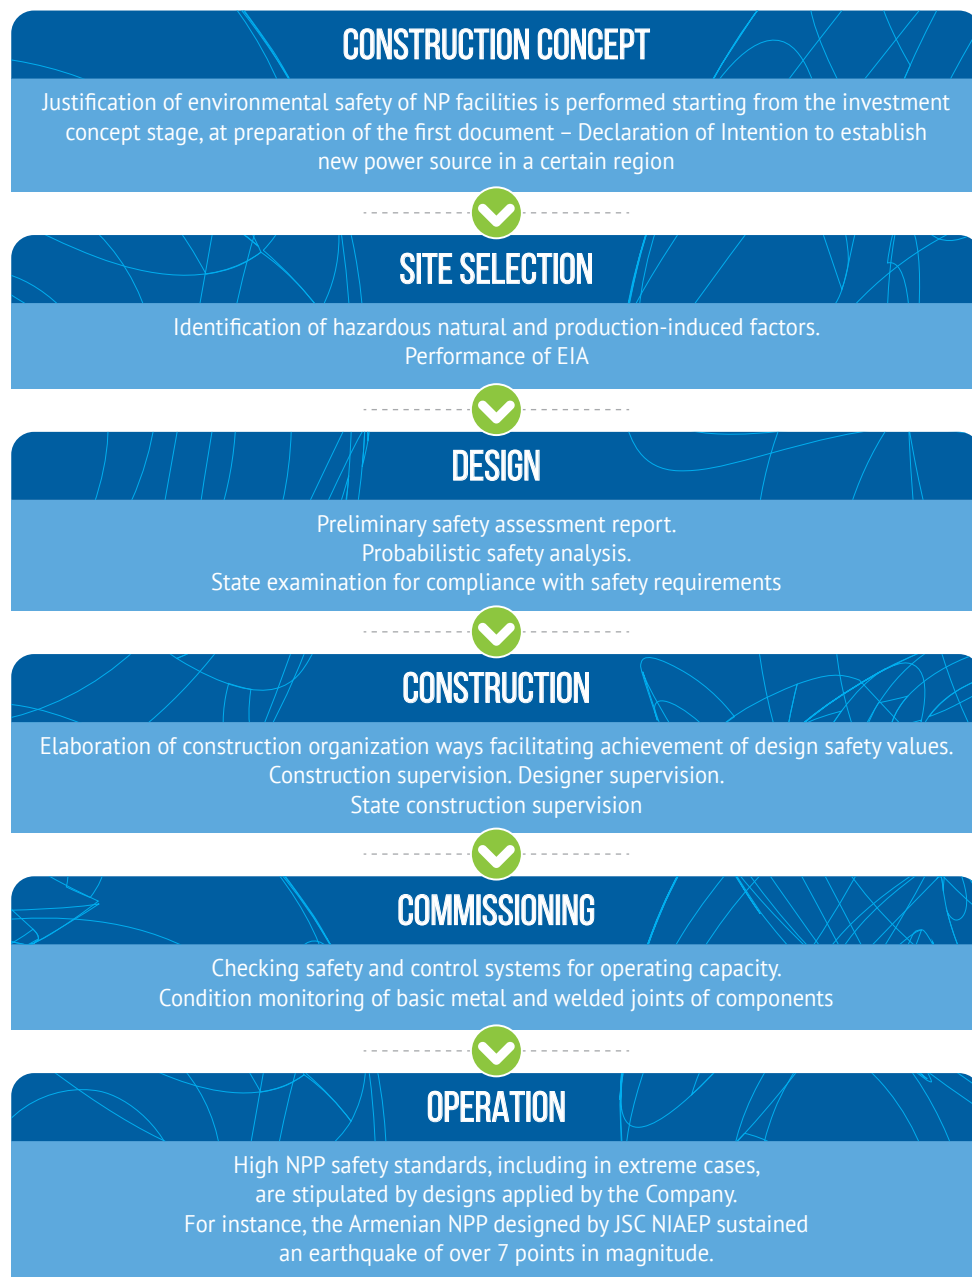 CONSTRUCTION CONCEPT
Justification of environmental safety of NP facilities is performed starting from the investment
concept stage, at preparation of the first document – Declaration of Intention to establish
new power source in a certain region
SITE SELECTION
Identification of hazardous natural and production-induced factors.
Performance of EIA
DESIGN
Preliminary safety assessment report.
Probabilistic safety analysis.
State examination for compliance with safety requirements
CONSTRUCTION
Elaboration of construction organization ways facilitating achievement of design safety values.
Construction supervision. Designer supervision.
State construction supervision
COMMISSIONING
Checking safety and control systems for operating capacity.
Condition monitoring of basic metal and welded joints of components
OPERATION
High NPP safety standards, including in extreme cases,
are stipulated by designs applied by the Company.
For instance, the Armenian NPP designed by JSC NIAEP sustained
an earthquake of over 7 points in magnitude.